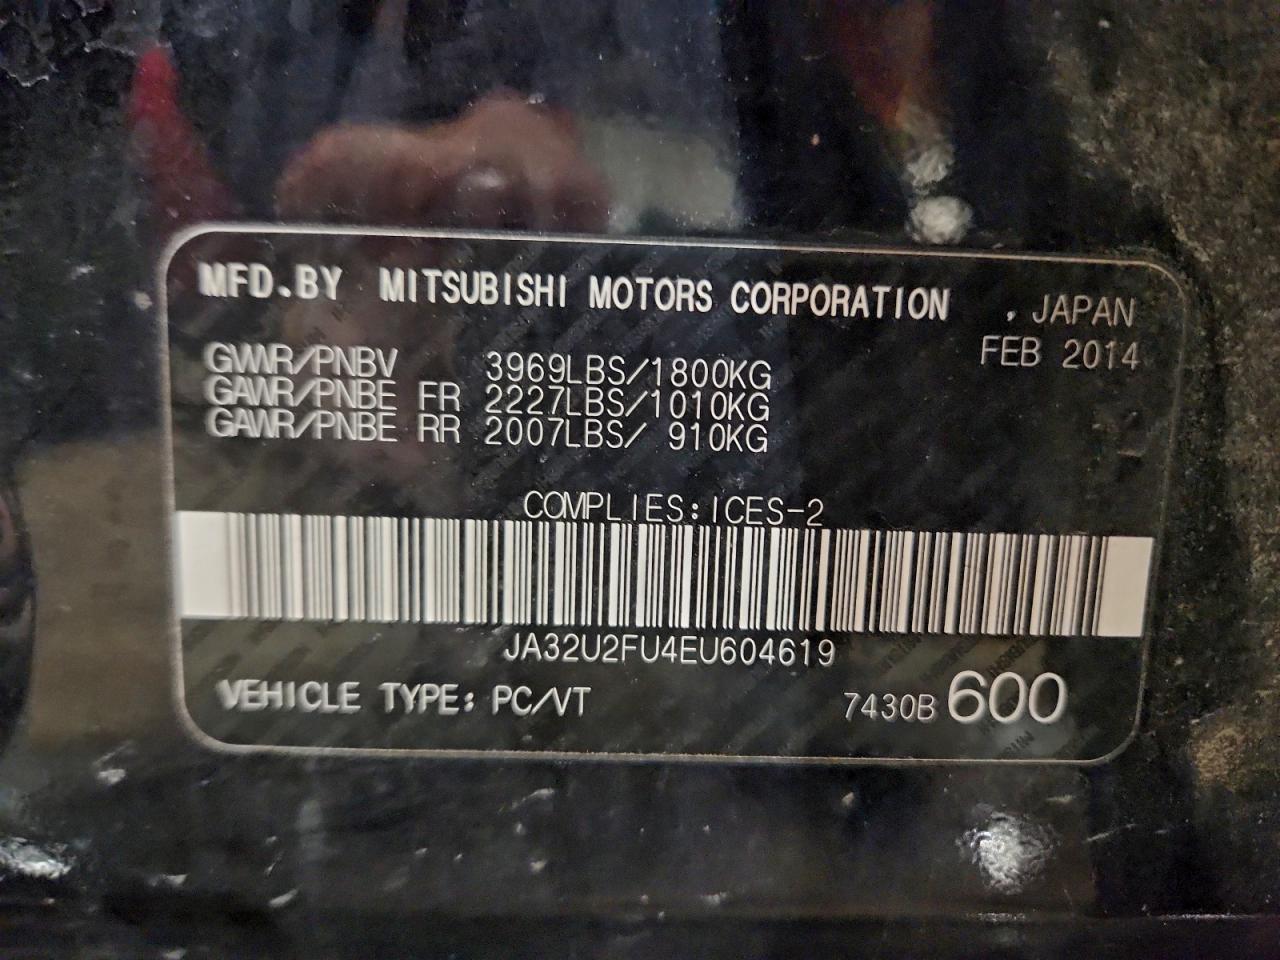 MFD.BY MITSUBISHI MOTORS CORPORATION , JAPAN
FEB 2014
GVWR/PNBV 3969LBS/1800KG
GAWR/PNBE FR 2227LBS/1010KG
GAWR/PNBE RR 2007LBS/ 910KG
COMPLIES:ICES-2
JA32U2FU4EU604619
VEHICLE TYPE: PC/VT 7430B 600